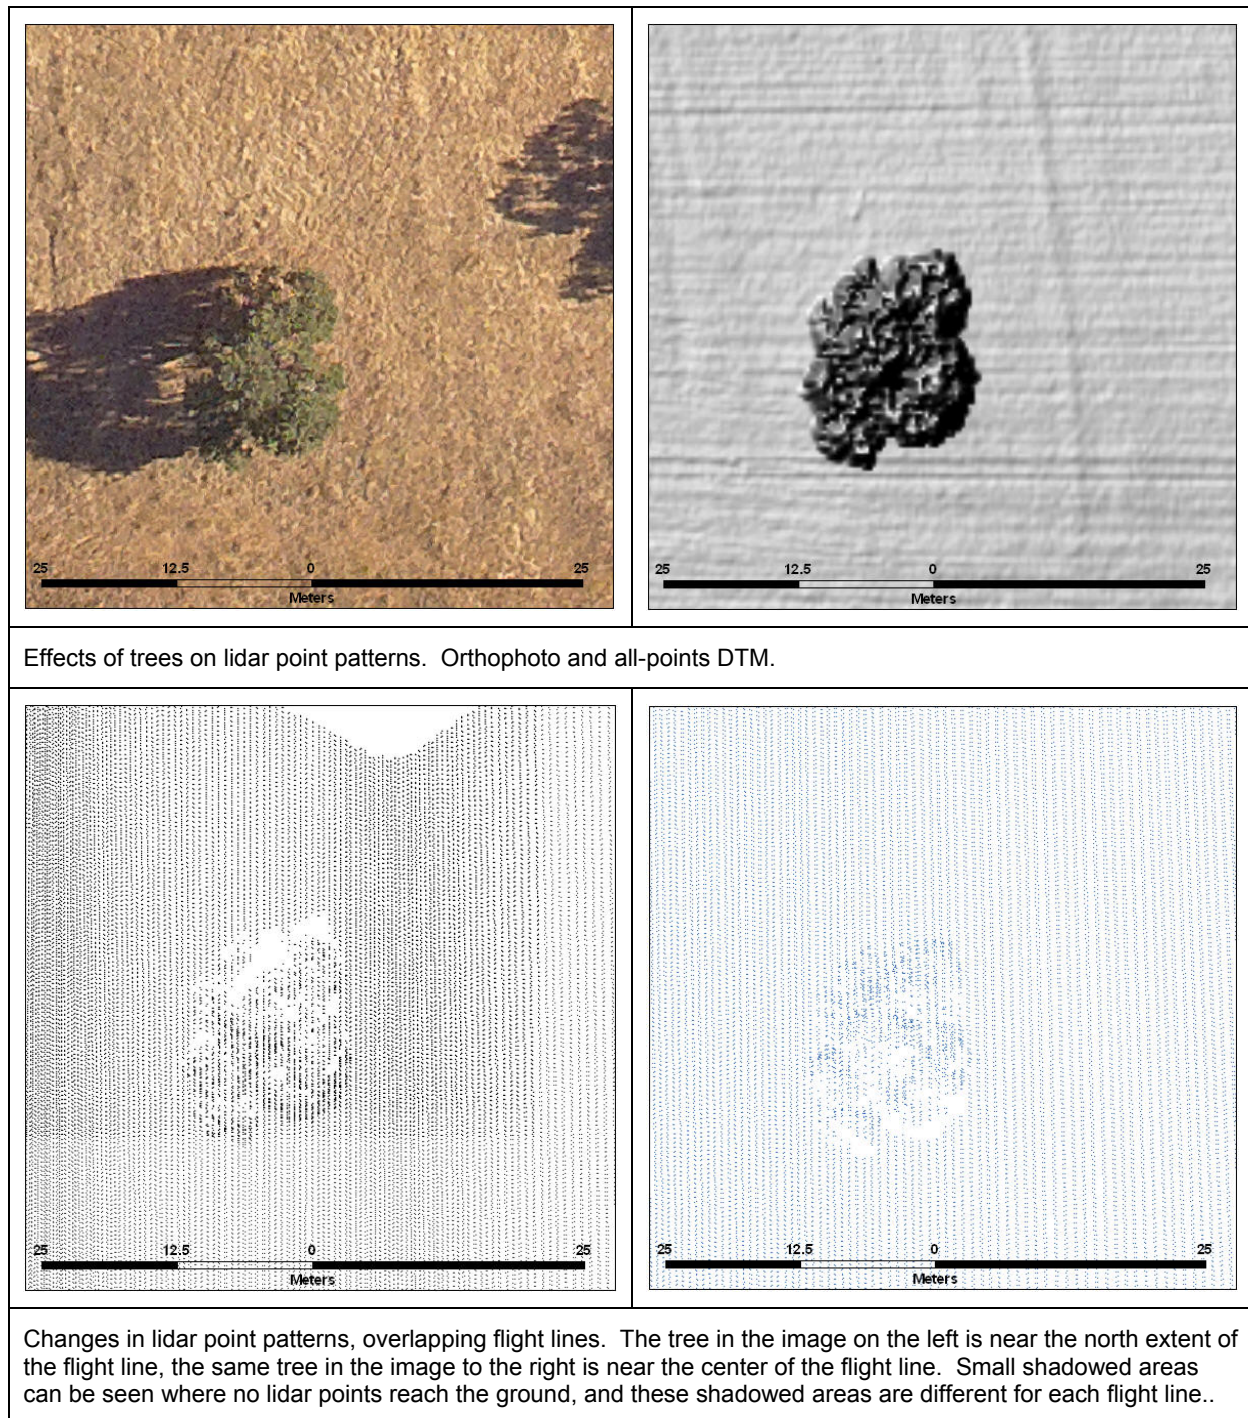 25 12.5 0 25
Meters
25 12.5 0 25
Meters
Effects of trees on lidar point patterns.  Orthophoto and all-points DTM.
25 12.5 0 25
Meters
25 12.5 0 25
Meters
Changes in lidar point patterns, overlapping flight lines.  The tree in the image on the left is near the north extent of
the flight line, the same tree in the image to the right is near the center of the flight line.  Small shadowed areas
can be seen where no lidar points reach the ground, and these shadowed areas are different for each flight line..